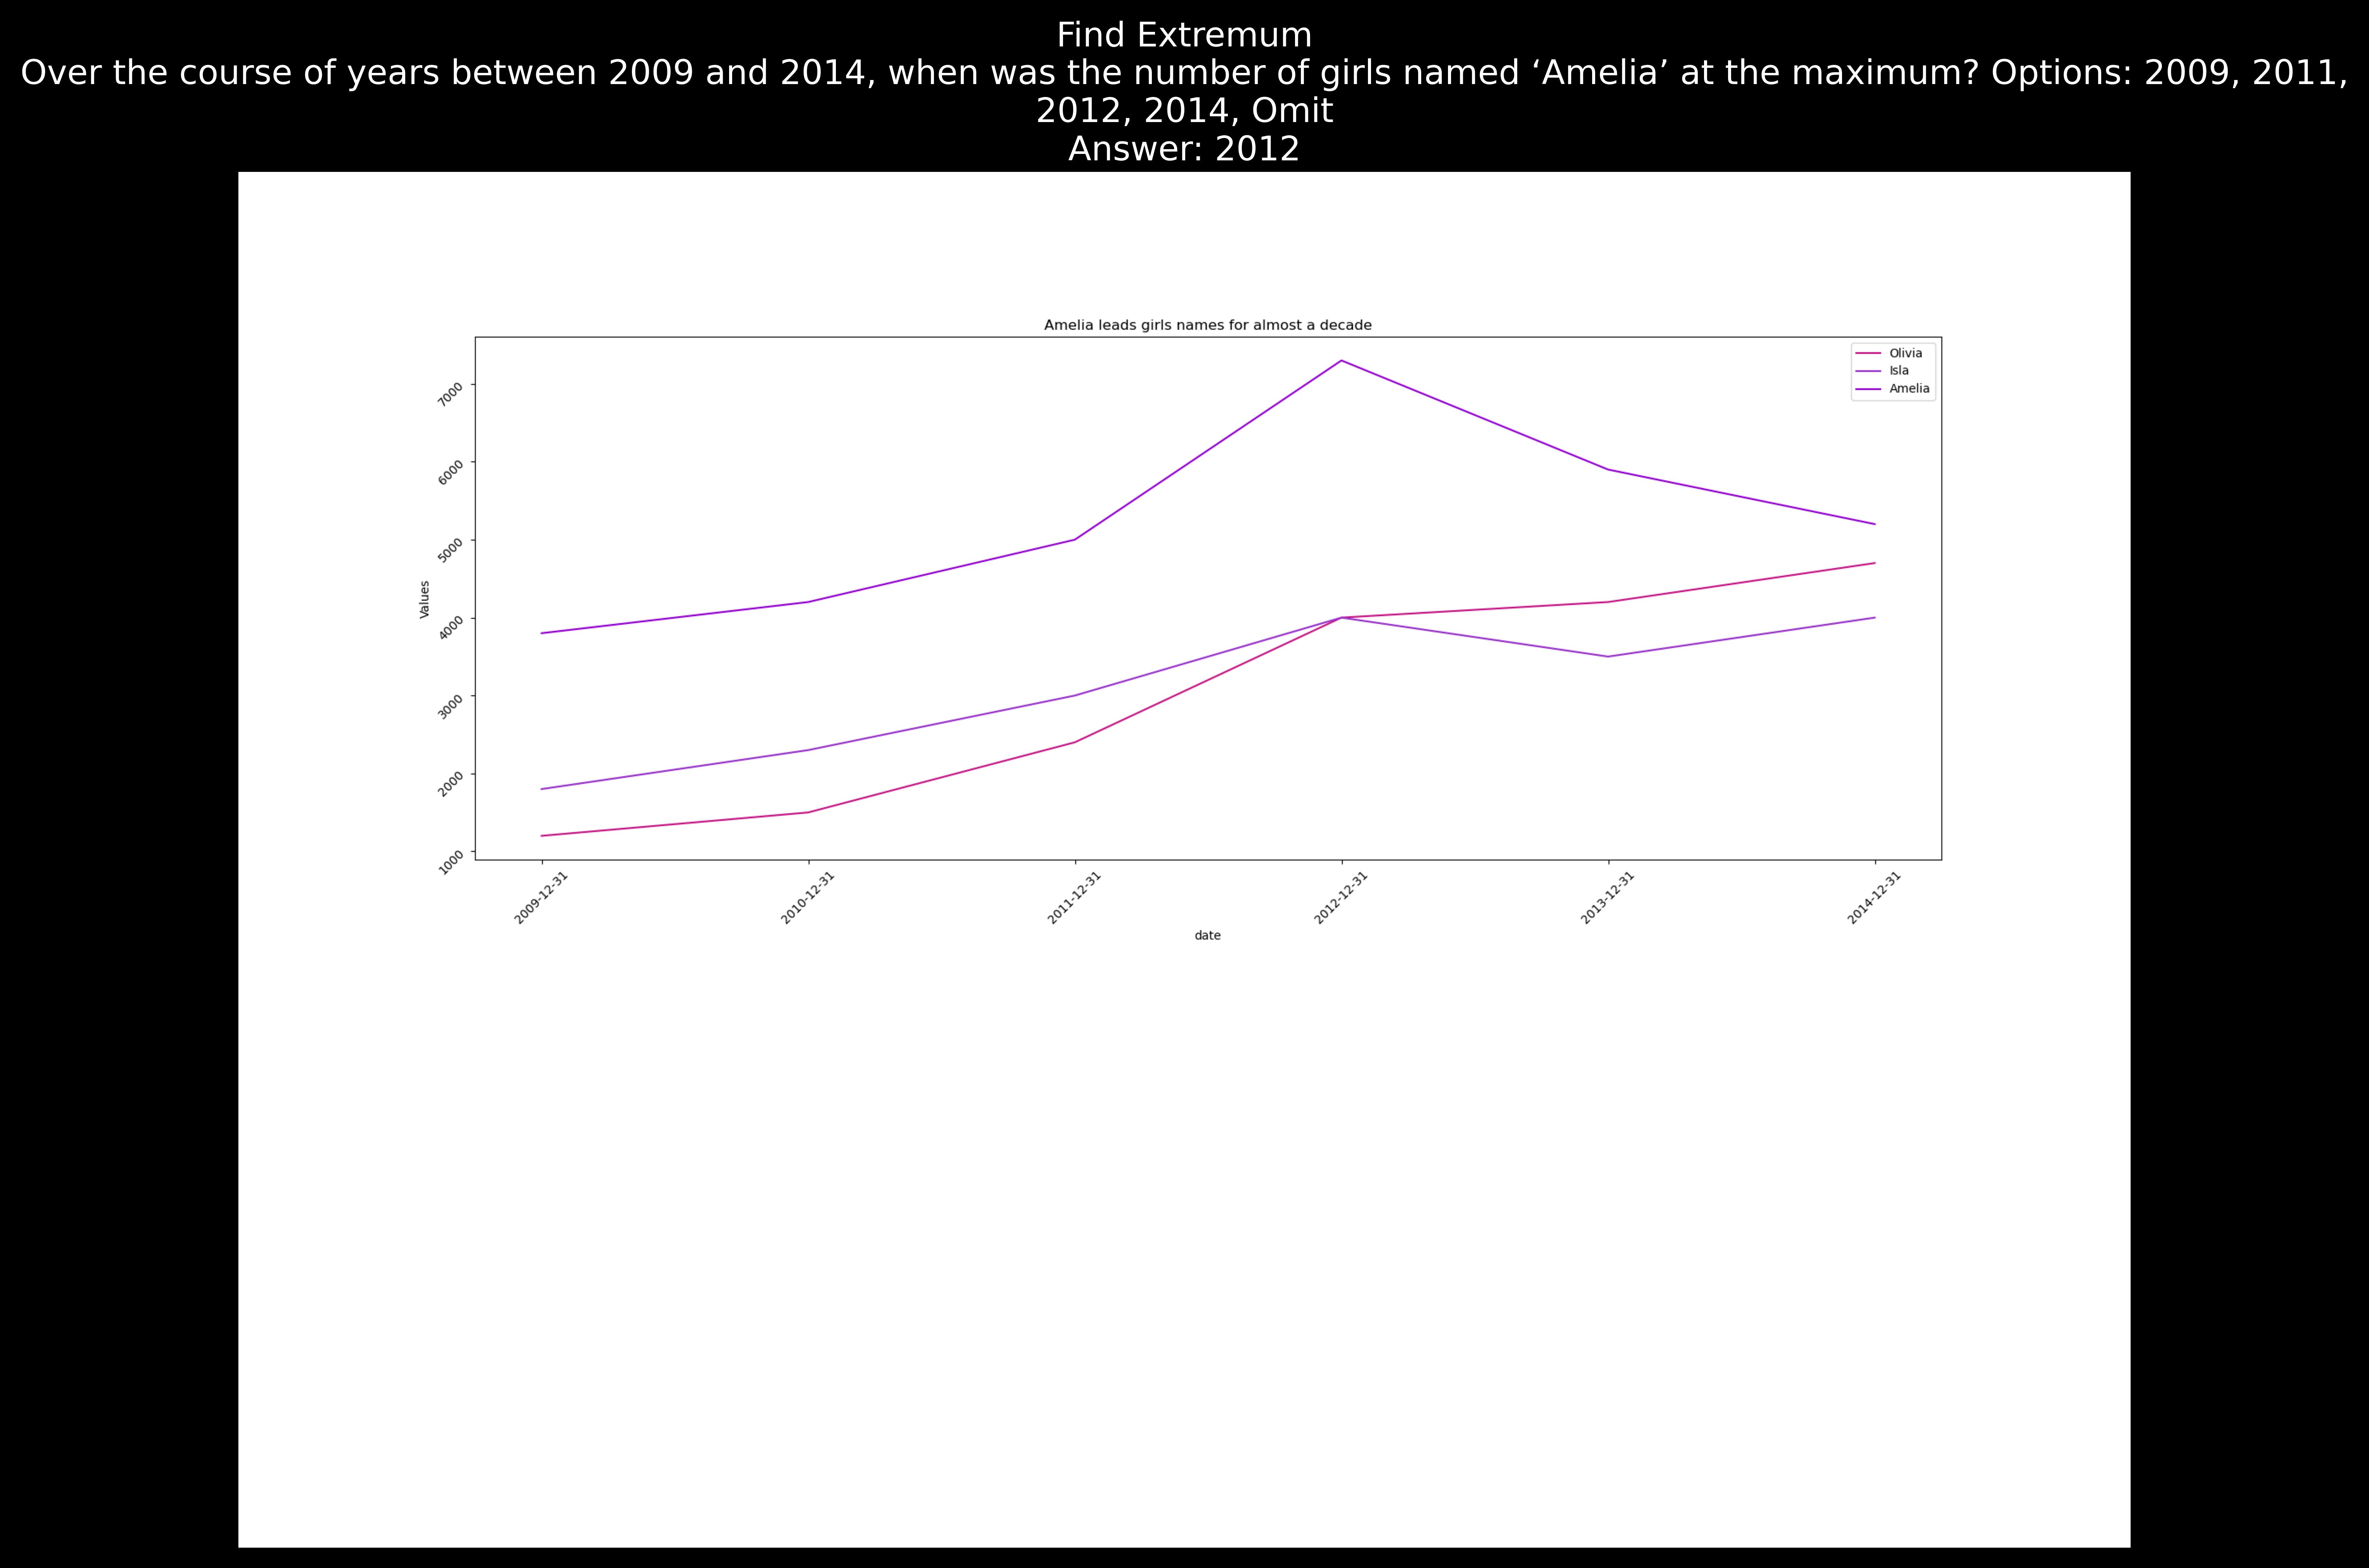 Find Extremum
Over the course of years between 2009 and 2014, when was the number of girls named ‘Amelia’ at the maximum? Options: 2009, 2011,
2012, 2014, Omit
Answer: 2012
Amelia leads girls names for almost a decade
Olivia
Isla
Amelia
7000
6000
5000
4000
3000
2000
1000
Values
2009-12-31
2010-12-31
2011-12-31
2012-12-31
2013-12-31
2014-12-31
date